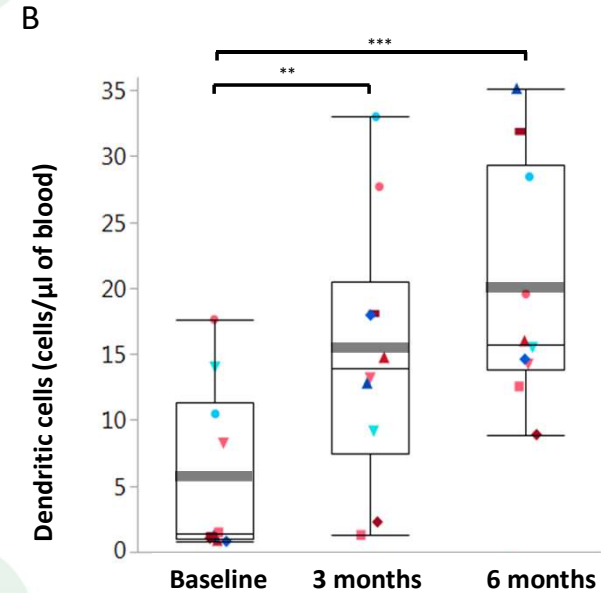 B
***
**
35
30
25
20
15
10
5
0
Dendritic cells (cells/µl of blood)
Baseline
3 months
6 months